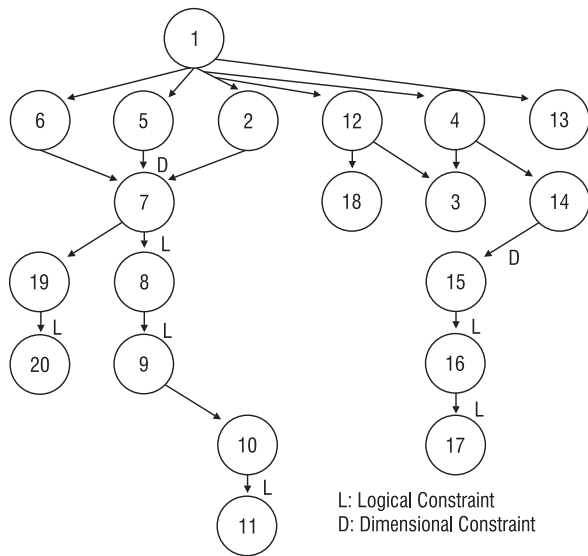 1
6 5 2 12 4 13
D
7 18 3 14
L D
19 8 15
L L L
20 9 16
L
10 17
L
L: Logical Constraint
11 D: Dimensional Constraint